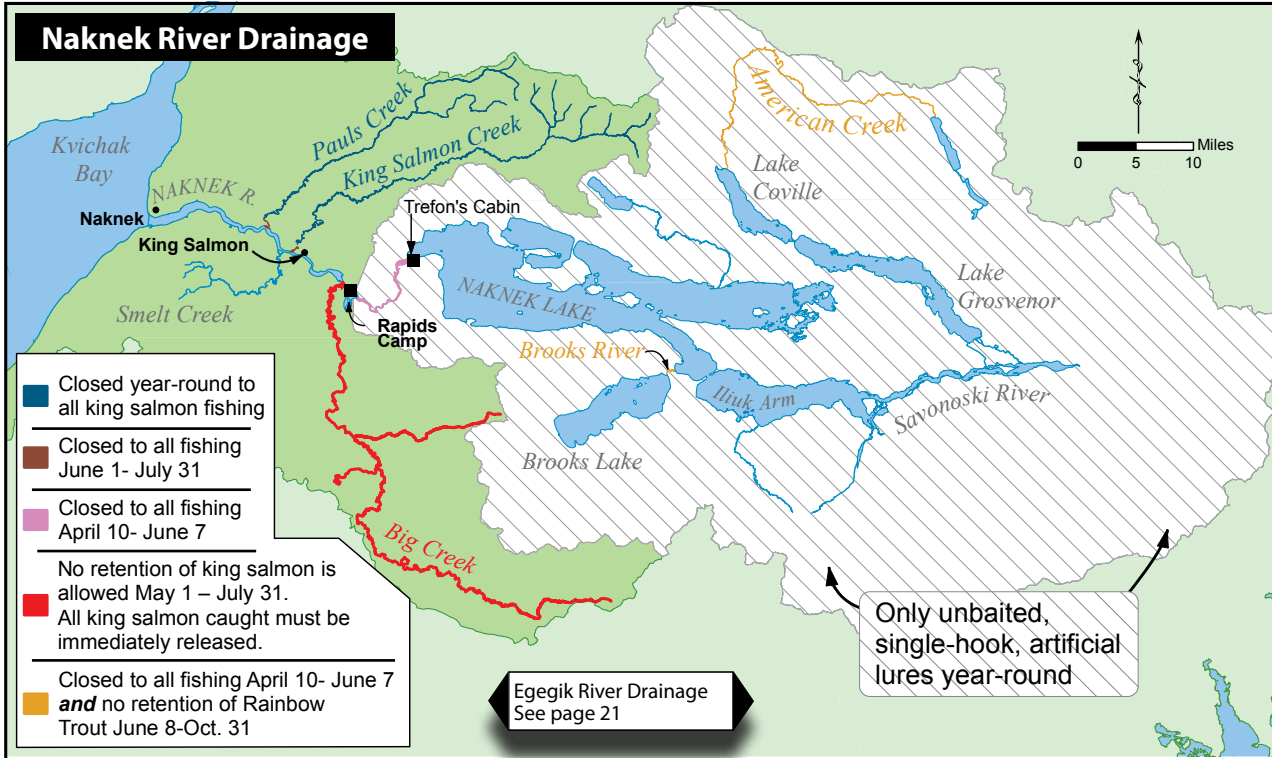 Naknek River Drainage
Kvichak
Bay
NAKNEK R.
Naknek
King Salmon
Smelt Creek
Pauls Creek
King Salmon Creek
Trefon's Cabin
Rapids
Camp
NAKNEK LAKE
Brooks River
Brooks Lake
Iliuk Arm
Savonoski River
American Creek
Lake
Coville
Lake
Grosvenor
Big Creek
0 5 10 Miles
Closed year-round to
all king salmon fishing
Closed to all fishing
June 1- July 31
Closed to all fishing
April 10- June 7
No retention of king salmon is
allowed May 1 – July 31.
All king salmon caught must be
immediately released.
Closed to all fishing April 10- June 7
and no retention of Rainbow
Trout June 8-Oct. 31
Egegik River Drainage
See page 21
Only unbaited,
single-hook, artificial
lures year-round